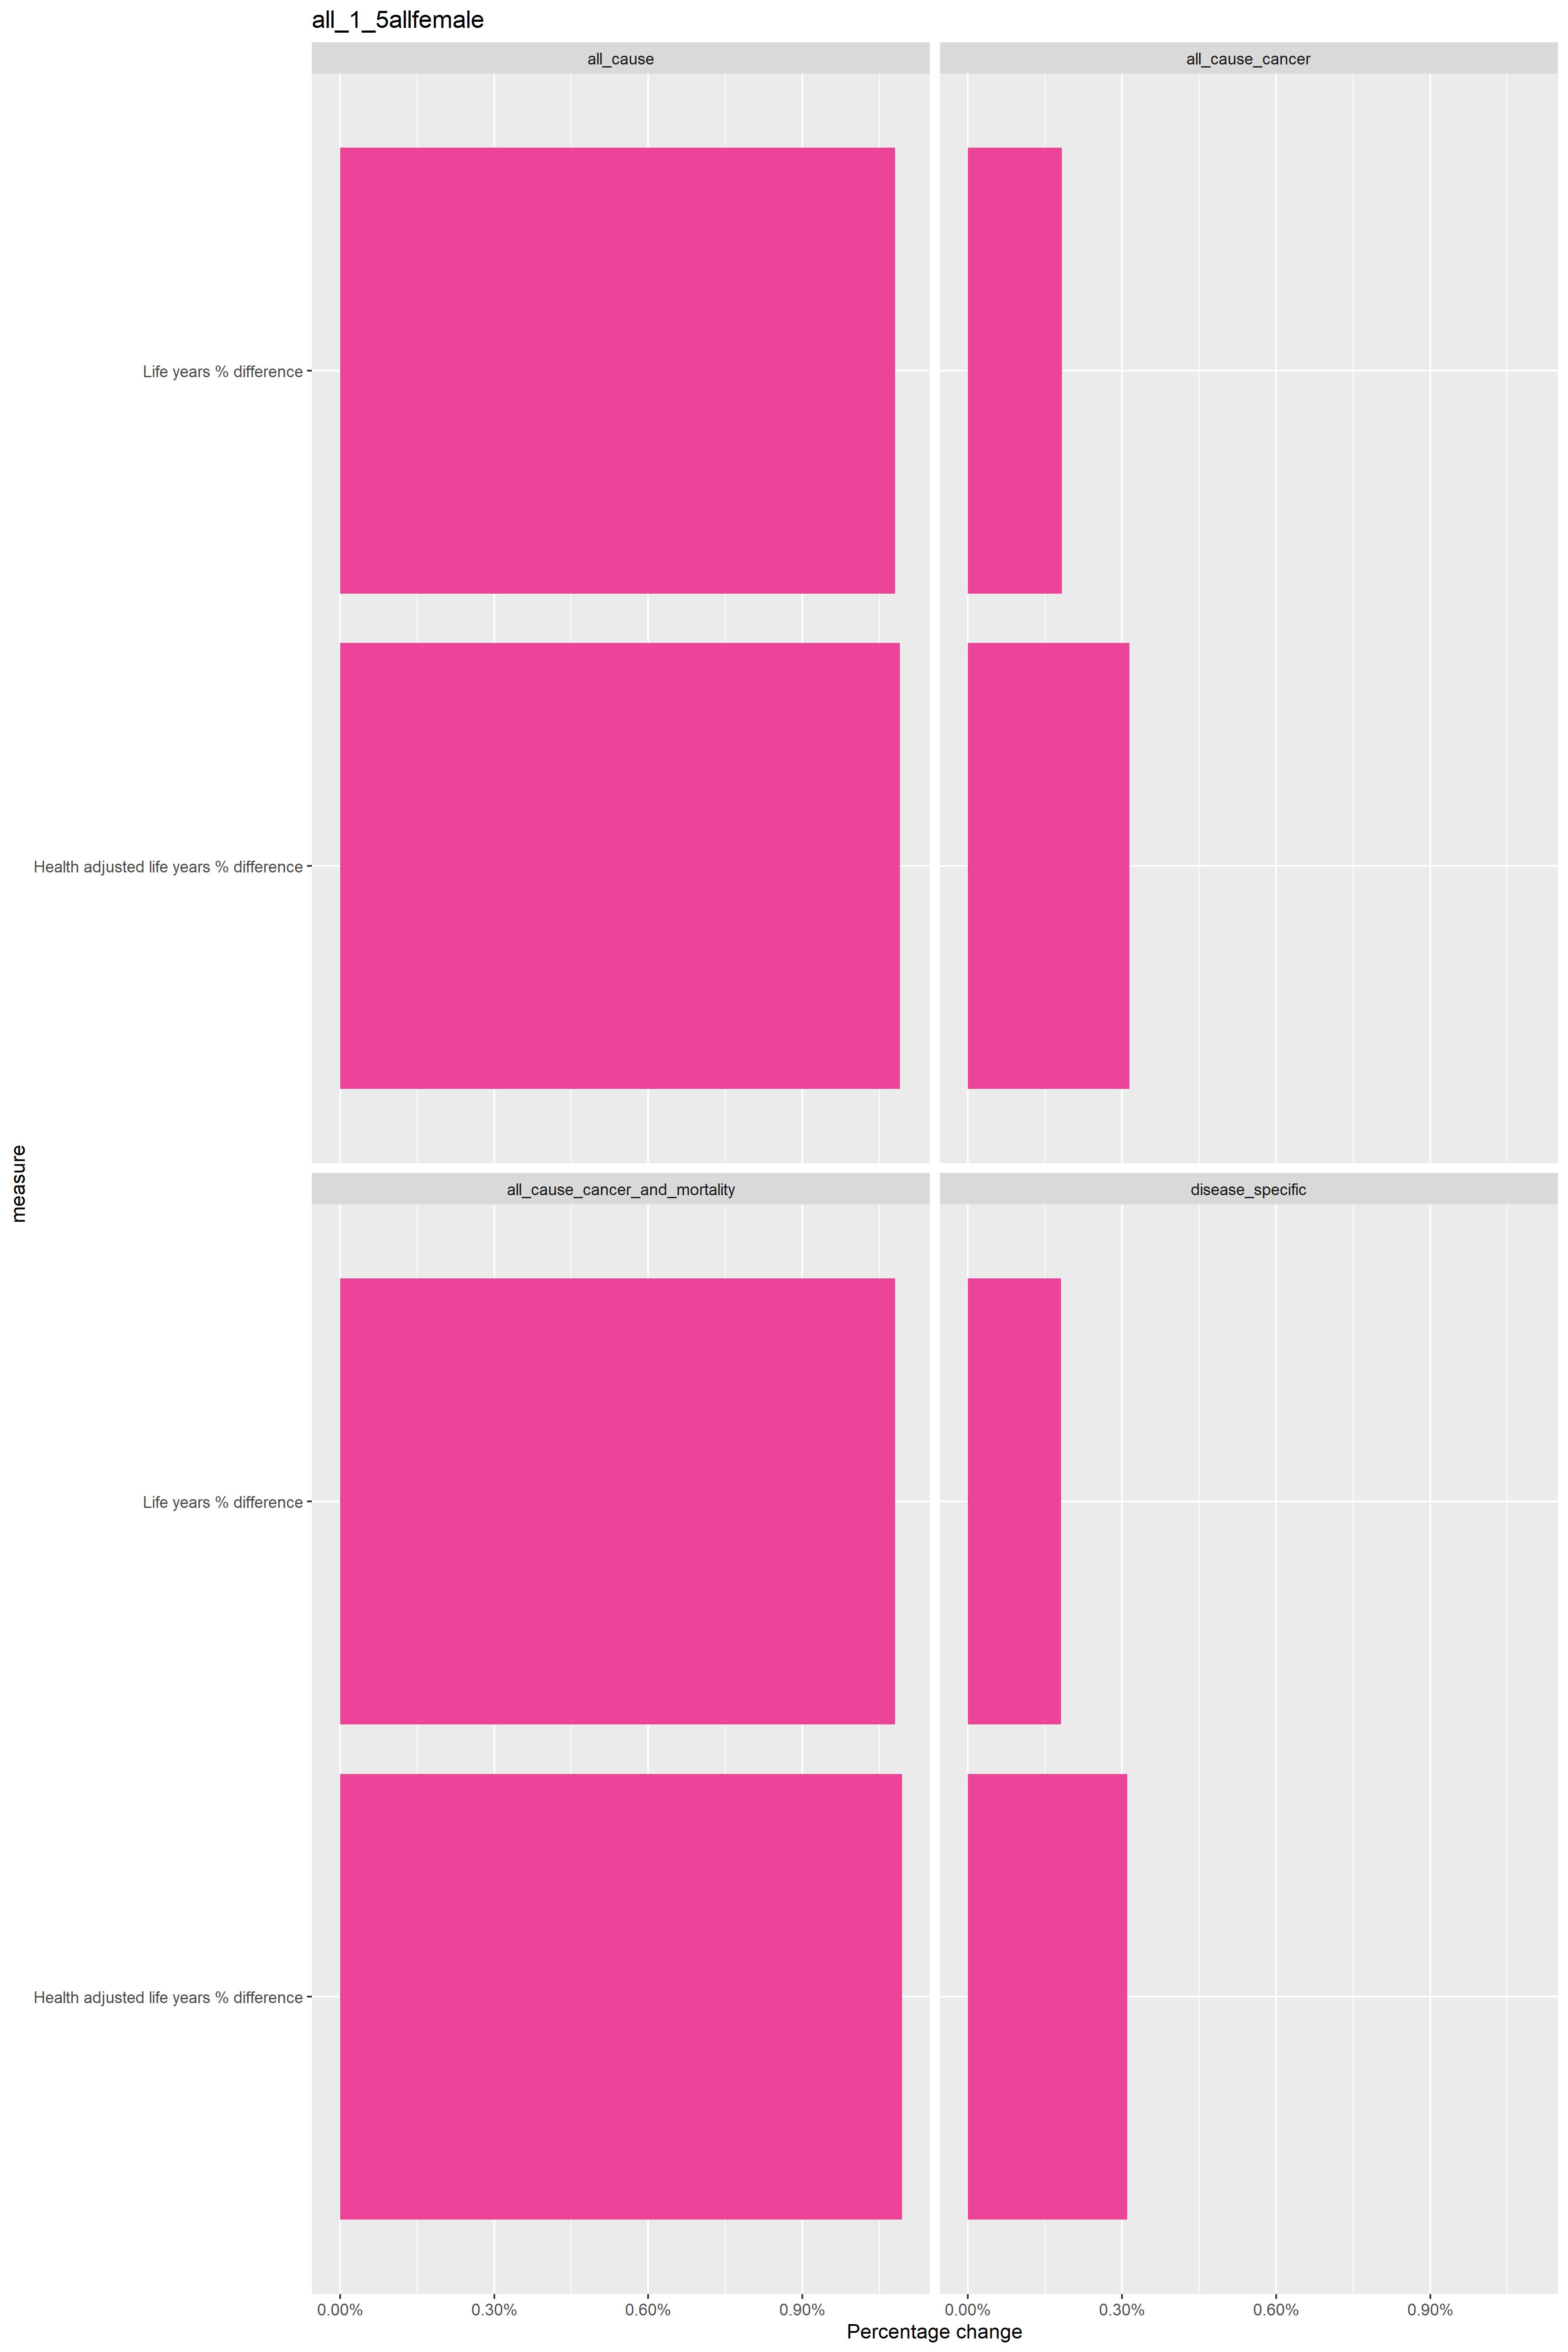 all_1_5allfemale
all_cause
all_cause_cancer
Life years % difference
Health adjusted life years % difference
measure
all_cause_cancer_and_mortality
disease_specific
Life years % difference
Health adjusted life years % difference
0.00% 0.30% 0.60% 0.90% 0.00% 0.30% 0.60% 0.90%
Percentage change